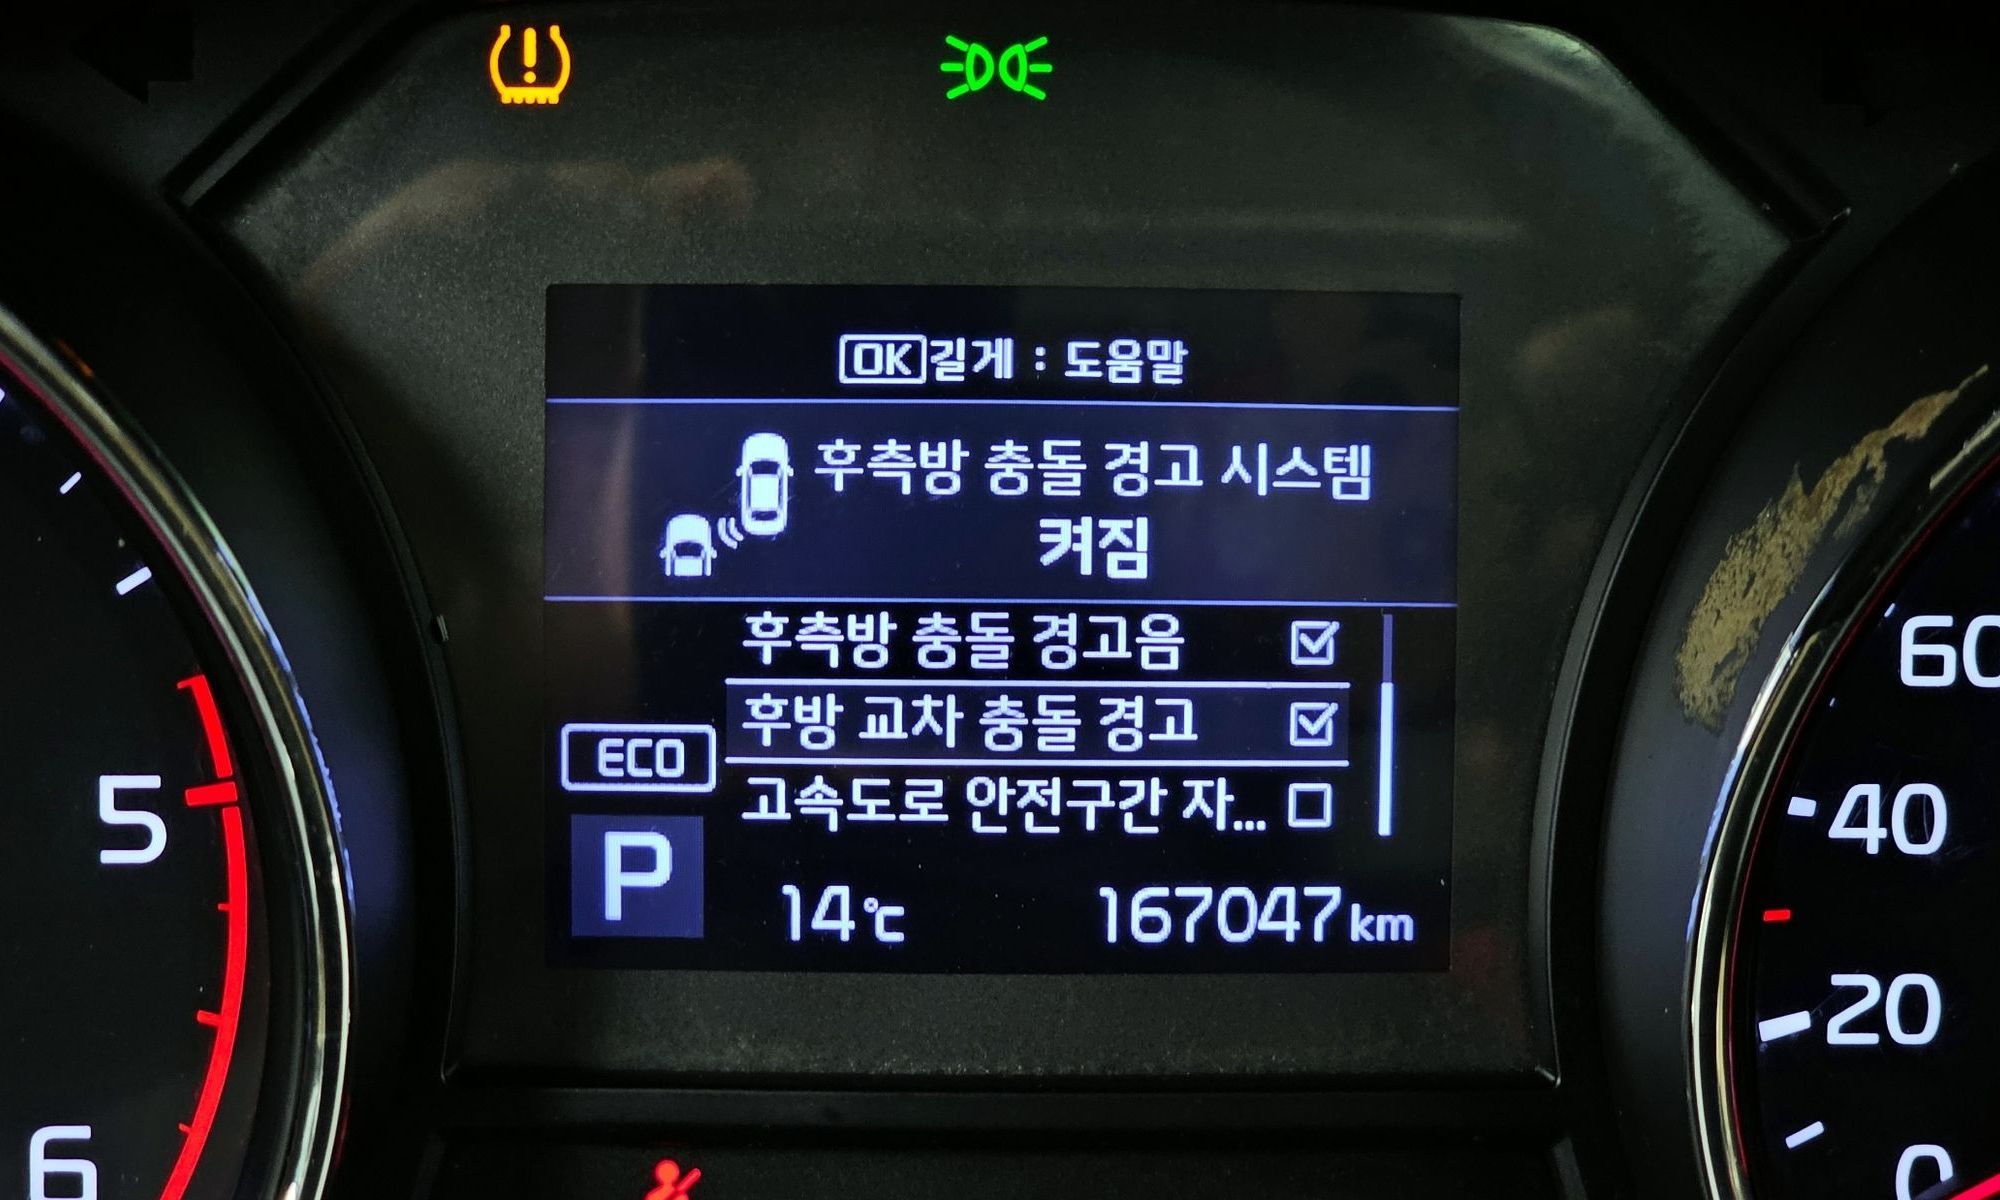 OK길게 : 도움말
후측방 충돌 경고 시스템
켜짐
후측방 충돌 경고음
후방 교차 충돌 경고
고속도로 안전구간 자...
ECO
P
14℃
167047km
5
6
60
40
20
0